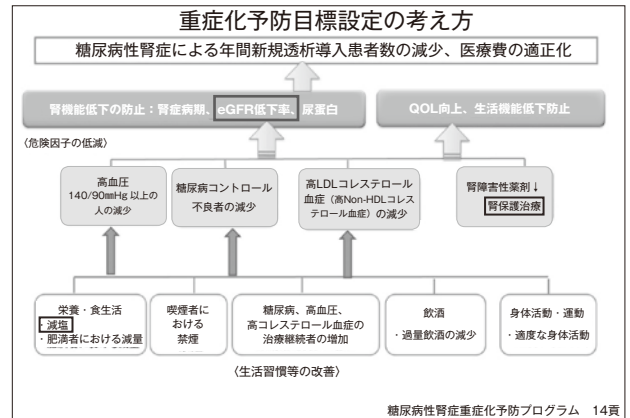 重症化予防目標設定の考え方
糖尿病性腎症による年間新規透析導入患者数の減少、医療費の適正化
腎機能低下の防止：腎症病期、eGFR低下率、尿蛋白
QOL向上、生活機能低下防止
〈危険因子の低減〉
高血圧
140/90㎜Hg 以上の
人の減少
糖尿病コントロール
不良者の減少
高LDLコレステロール
血症（高Non-HDLコレス
テロール血症）の減少
腎障害性薬剤↓
腎保護治療
栄養・食生活
・減塩
・肥満者における減量
喫煙者に
おける
禁煙
糖尿病、高血圧、
高コレステロール血症の
治療継続者の増加
飲酒
・過量飲酒の減少
身体活動・運動
・適度な身体活動
〈生活習慣等の改善〉
糖尿病性腎症重症化予防プログラム　14頁